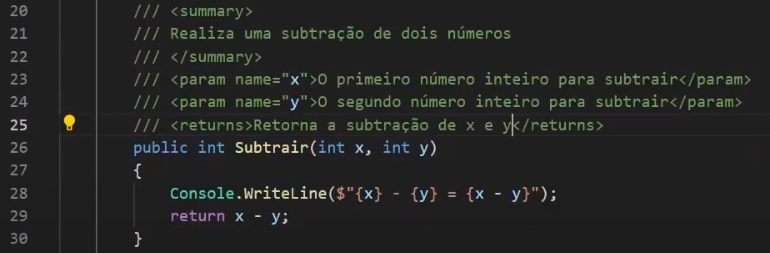 20 /// <summary>
21 /// Realiza uma subtração de dois números
22 /// </summary>
23 /// <param name="x">O primeiro número inteiro para subtrair</param>
24 /// <param name="y">O segundo número inteiro para subtrair</param>
25 /// <returns>Retorna a subtração de x e y</returns>
26 public int Subtrair(int x, int y)
27 {
28 Console.WriteLine($"{x} - {y} = {x - y}");
29 return x - y;
30 }